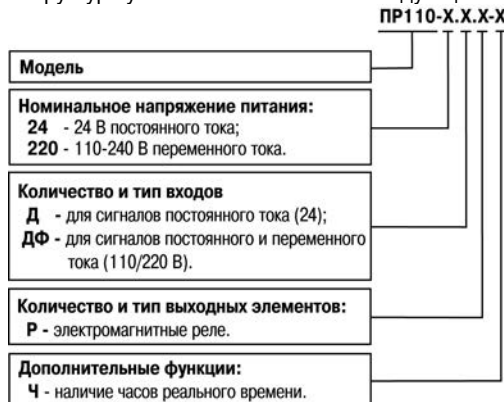 ПР110-Х.Х.Х-Х
Модель
Номинальное напряжение питания:
24 - 24 В постоянного тока;
220 - 110-240 В переменного тока.
Количество и тип входов
Д - для сигналов постоянного тока (24);
ДФ - для сигналов постоянного и переменного
тока (110/220 В).
Количество и тип выходных элементов:
Р - электромагнитные реле.
Дополнительные функции:
Ч - наличие часов реального времени.